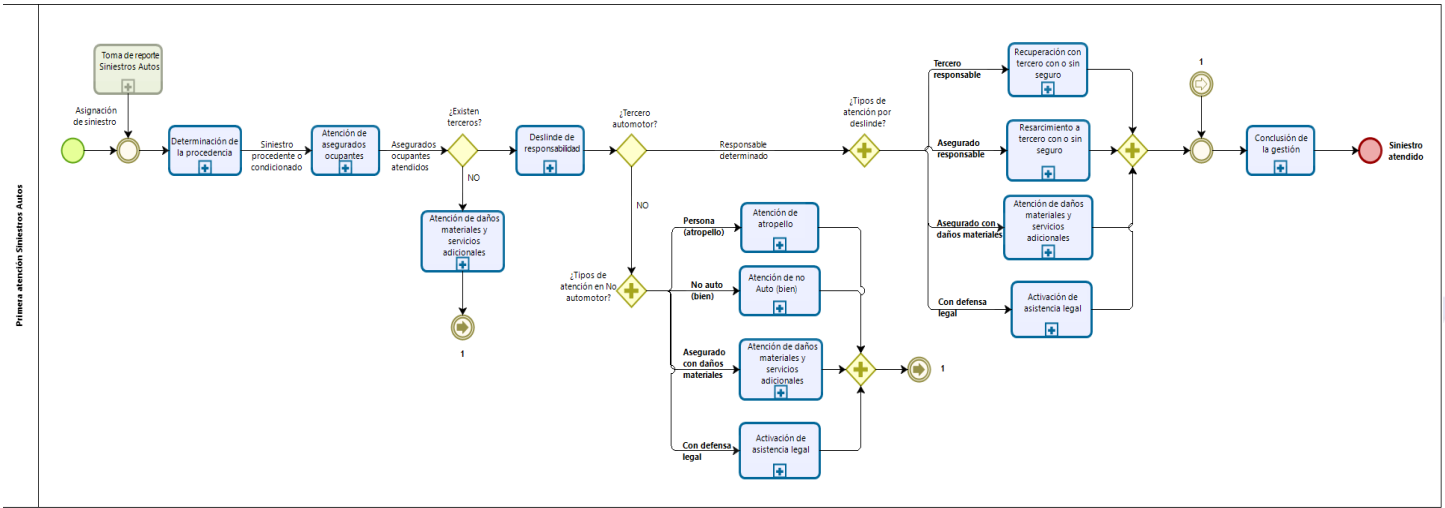 Primera atención Siniestros Autos
Toma de reporte
Siniestros Autos
Asignación
de siniestro
Determinación de
la procedencia
Siniestro
procedente o
condicionado
Atención de
asegurados
ocupantes
Asegurados
ocupantes
atendidos
¿Existen
terceros?
NO
Atención de daños
materiales y
servicios
adicionales
1
Deslinde de
responsabilidad
¿Tercero
automotor?
NO
Responsable
determinado
¿Tipos de
atención en No
automotor?
Persona
(atropello)
Atención de
atropello
No auto
(bien)
Atención de no
Auto (bien)
Asegurado
con daños
materiales
Atención de daños
materiales y
servicios
adicionales
Con defensa
legal
Activación de
asistencia legal
1
¿Tipos de
atención por
deslinde?
Tercero
responsable
Recuperación con
tercero con o sin
seguro
Asegurado
responsable
Resarcimiento a
tercero con o sin
seguro
Asegurado con
daños materiales
Atención de daños
materiales y
servicios
adicionales
Con defensa
legal
Activación de
asistencia legal
1
Conclusión de
la gestión
Siniestro
atendido